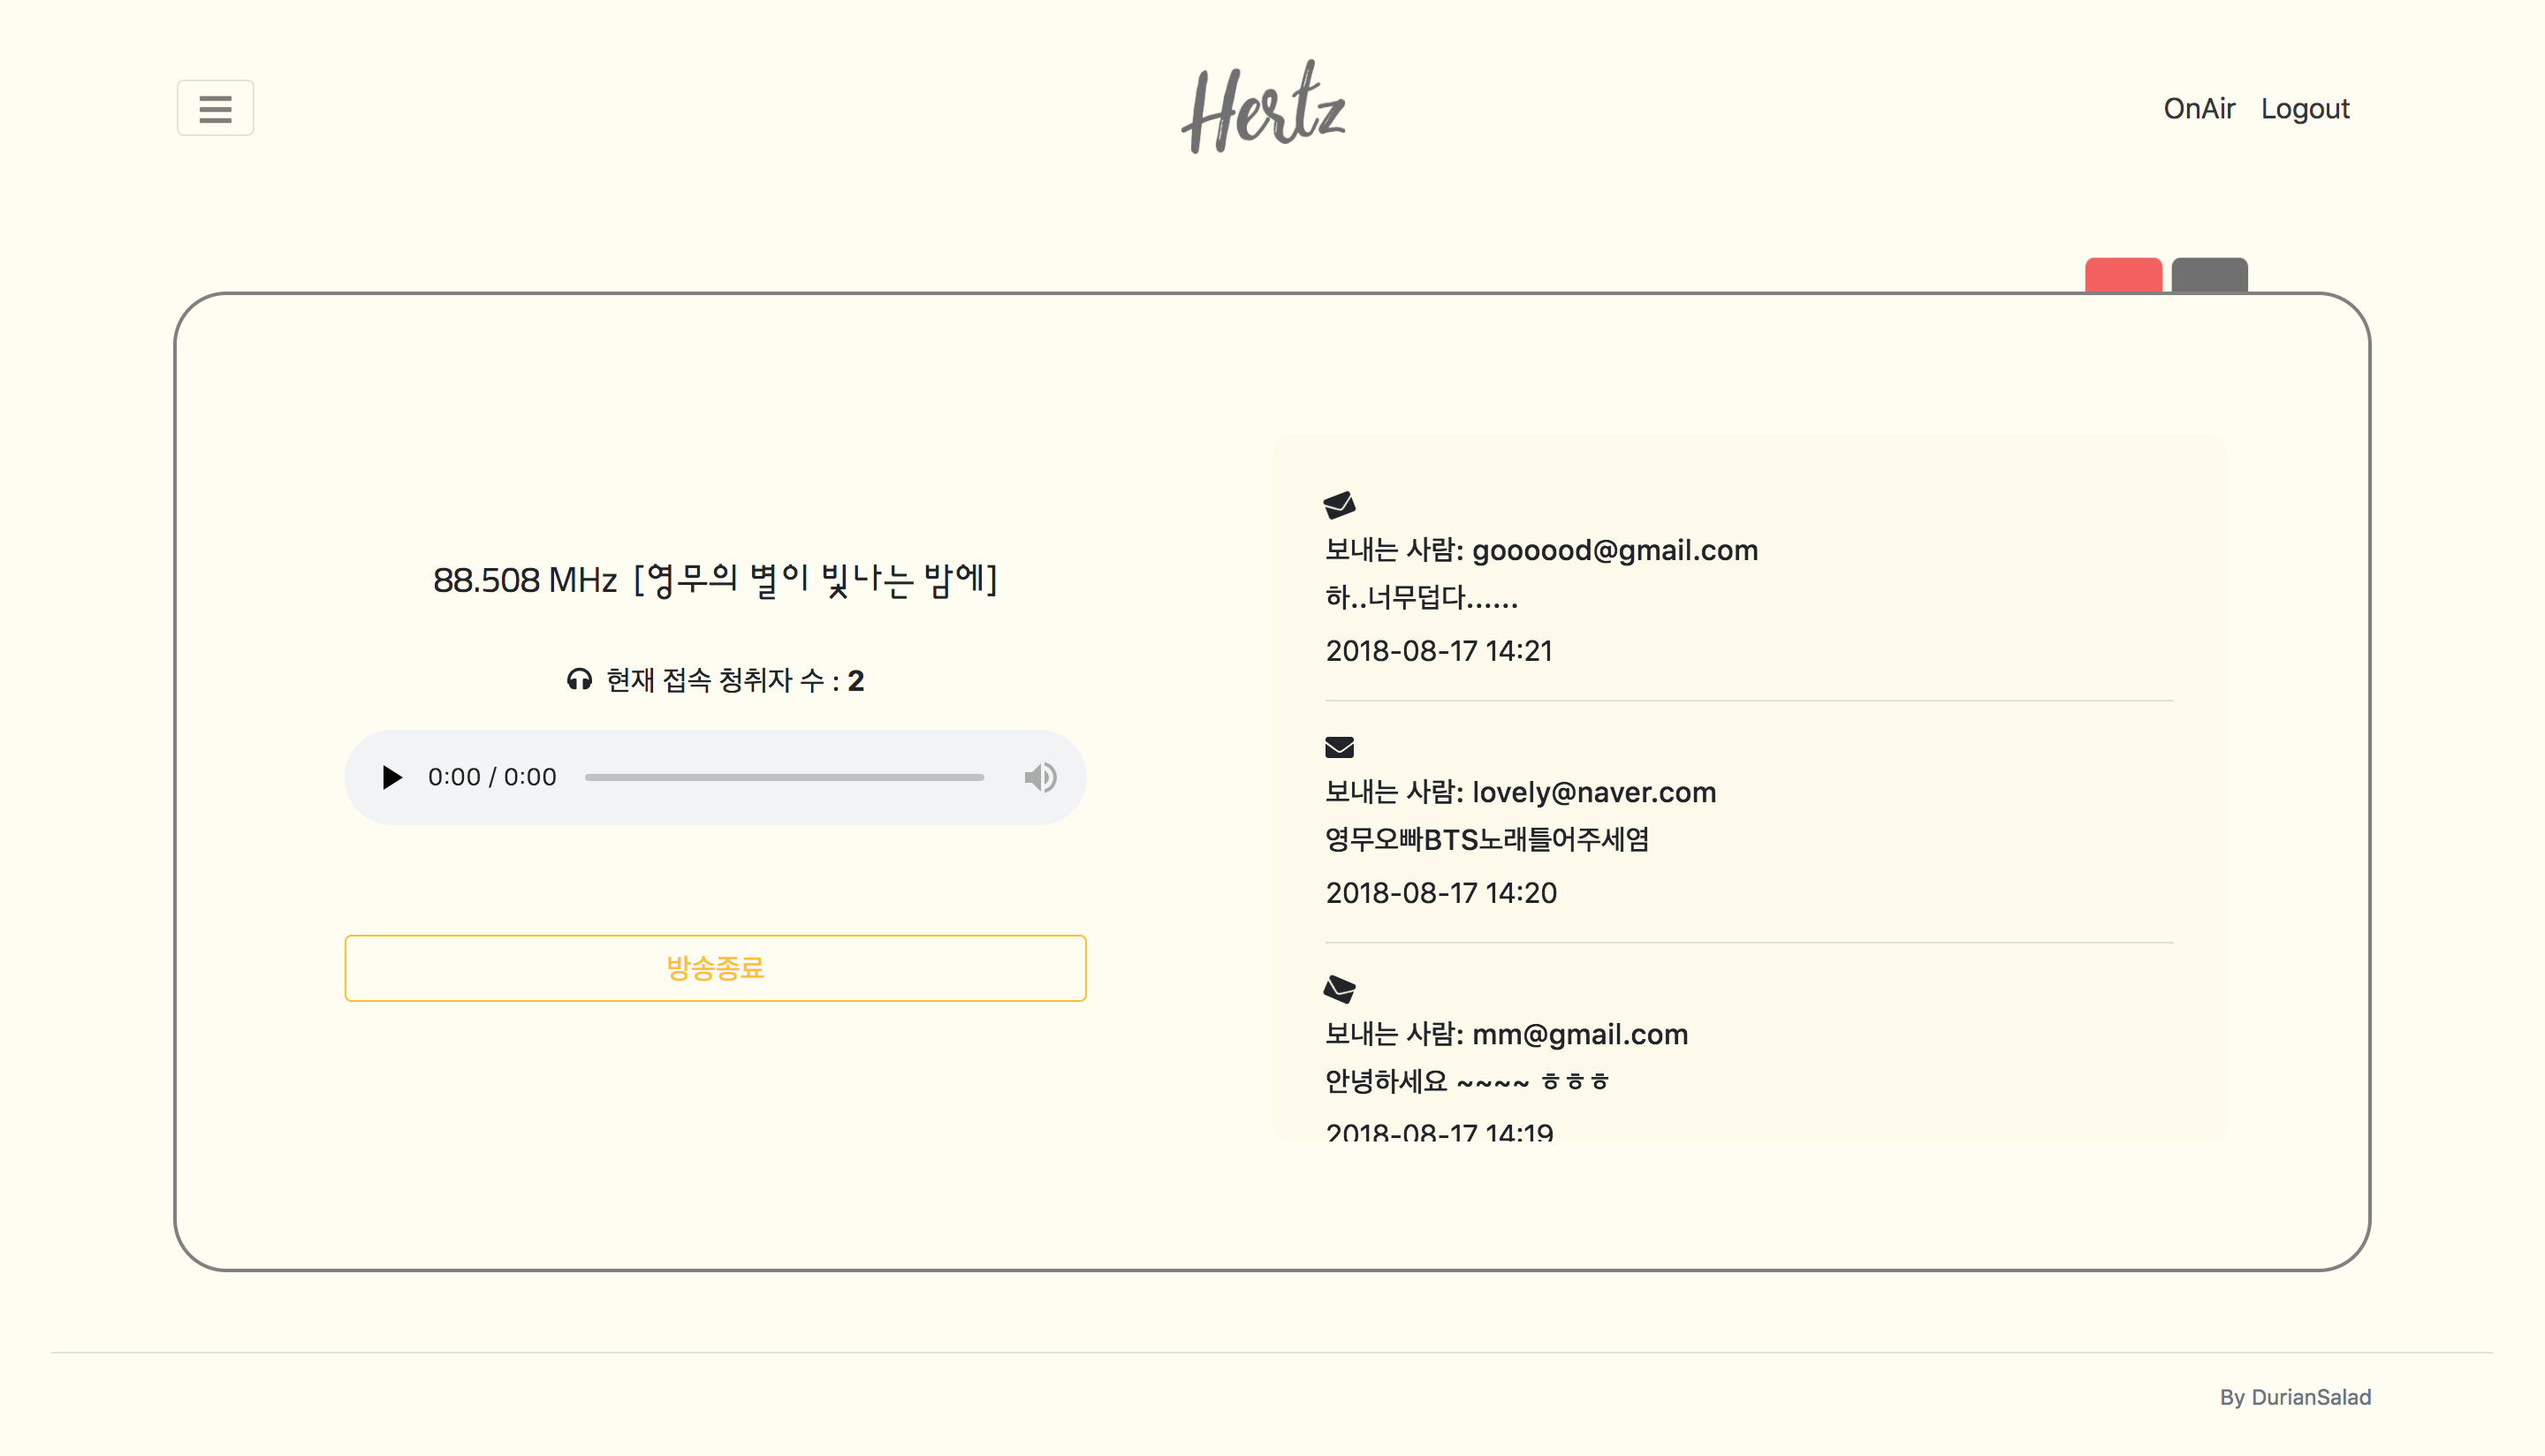 Hertz
OnAir Logout
88.508 MHz [영무의 별이 빛나는 밤에]
현재 접속 청취자 수 : 2
0:00 / 0:00
방송종료
보내는 사람: goooood@gmail.com
하..너무덥다......
2018-08-17 14:21
보내는 사람: lovely@naver.com
영무오빠BTS노래틀어주세염
2018-08-17 14:20
보내는 사람: mm@gmail.com
안녕하세요 ~~~~ ㅎㅎㅎ
2018-08-17 14:19
By DurianSalad